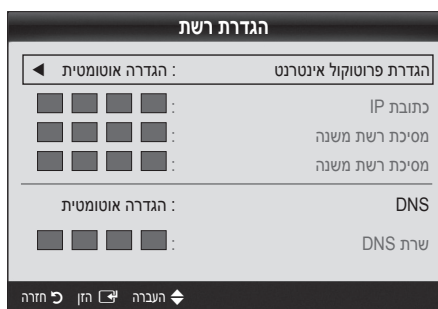 הגדרת רשת
הגדרת פרוטוקול אינטרנט : הגדרה אוטומטית
כתובת IP :
מסיכת רשת משנה :
מסיכת רשת משנה :
DNS : הגדרה אוטומטית
שרת DNS :
העברה הזן חזרה